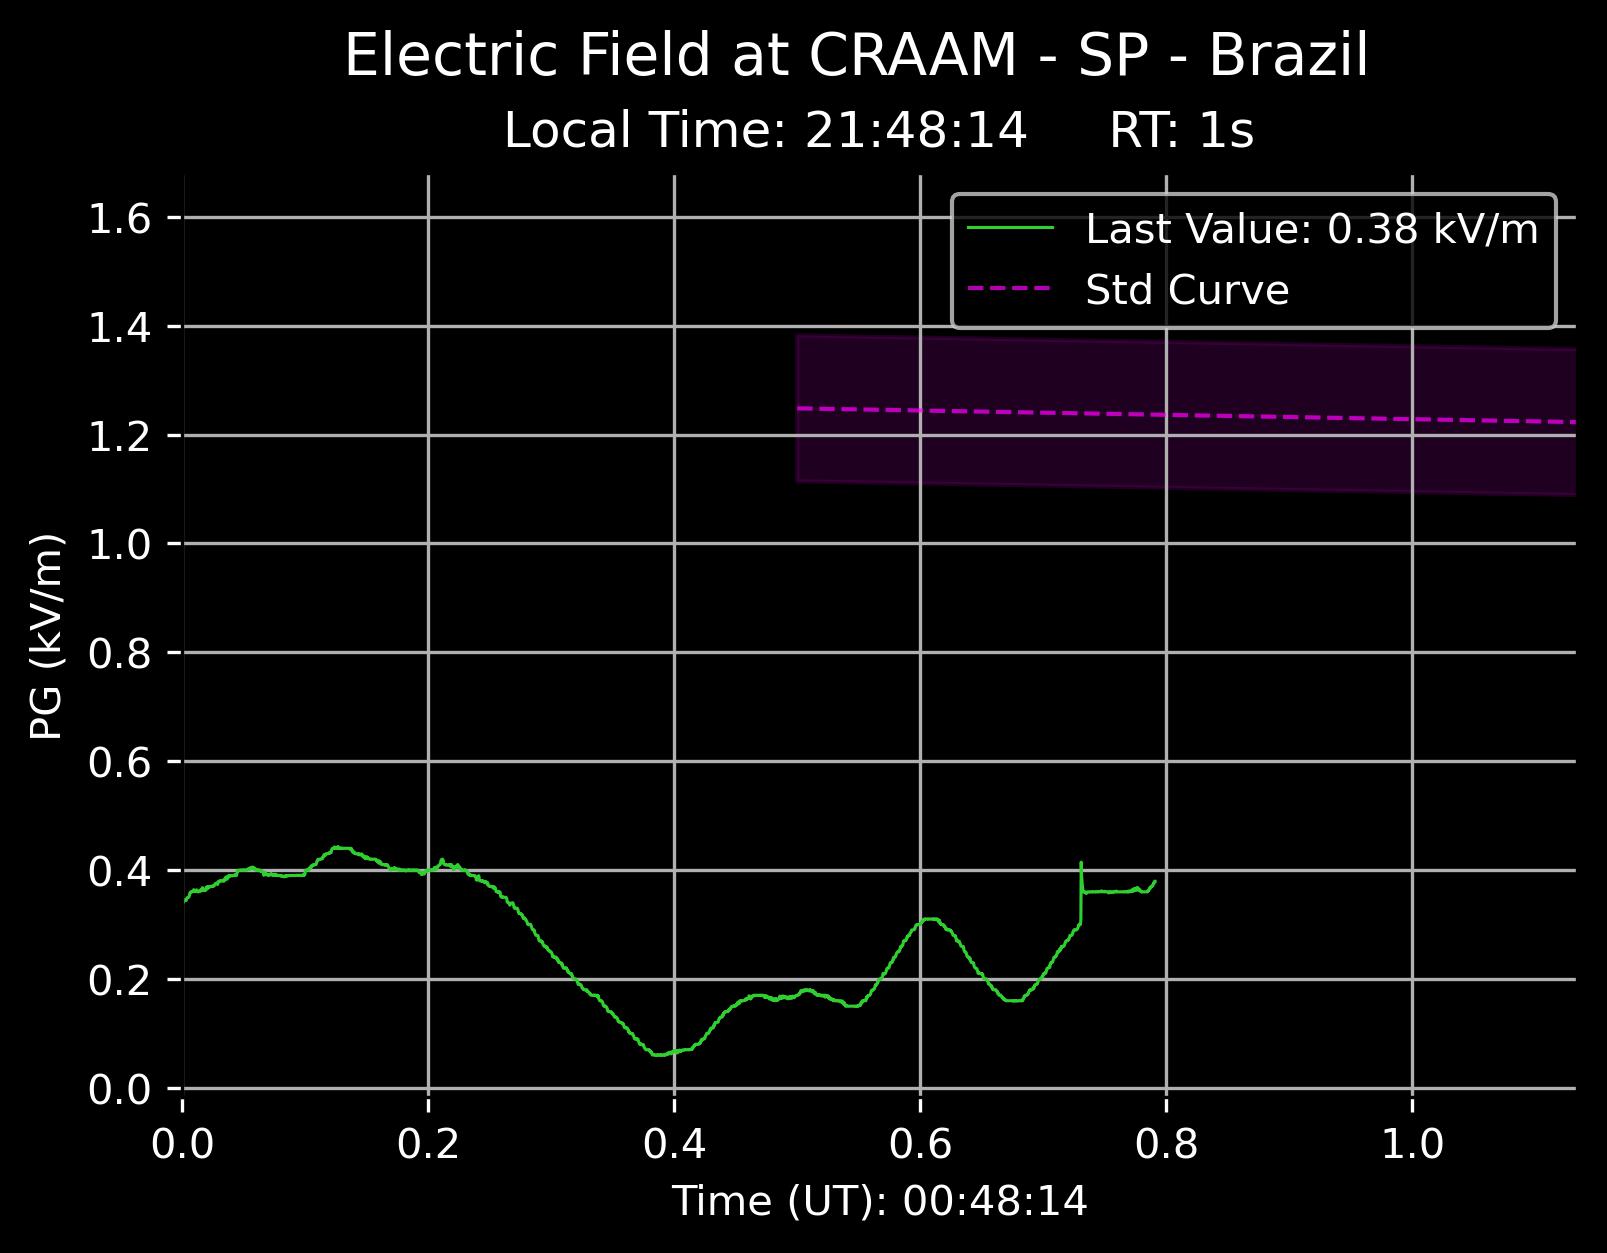 Electric Field at CRAAM - SP - Brazil
Local Time: 21:48:14 RT: 1s
Last Value: 0.38 kV/m
Std Curve
PG (kV/m)
1.6
1.4
1.2
1.0
0.8
0.6
0.4
0.2
0.0
0.0 0.2 0.4 0.6 0.8 1.0
Time (UT): 00:48:14